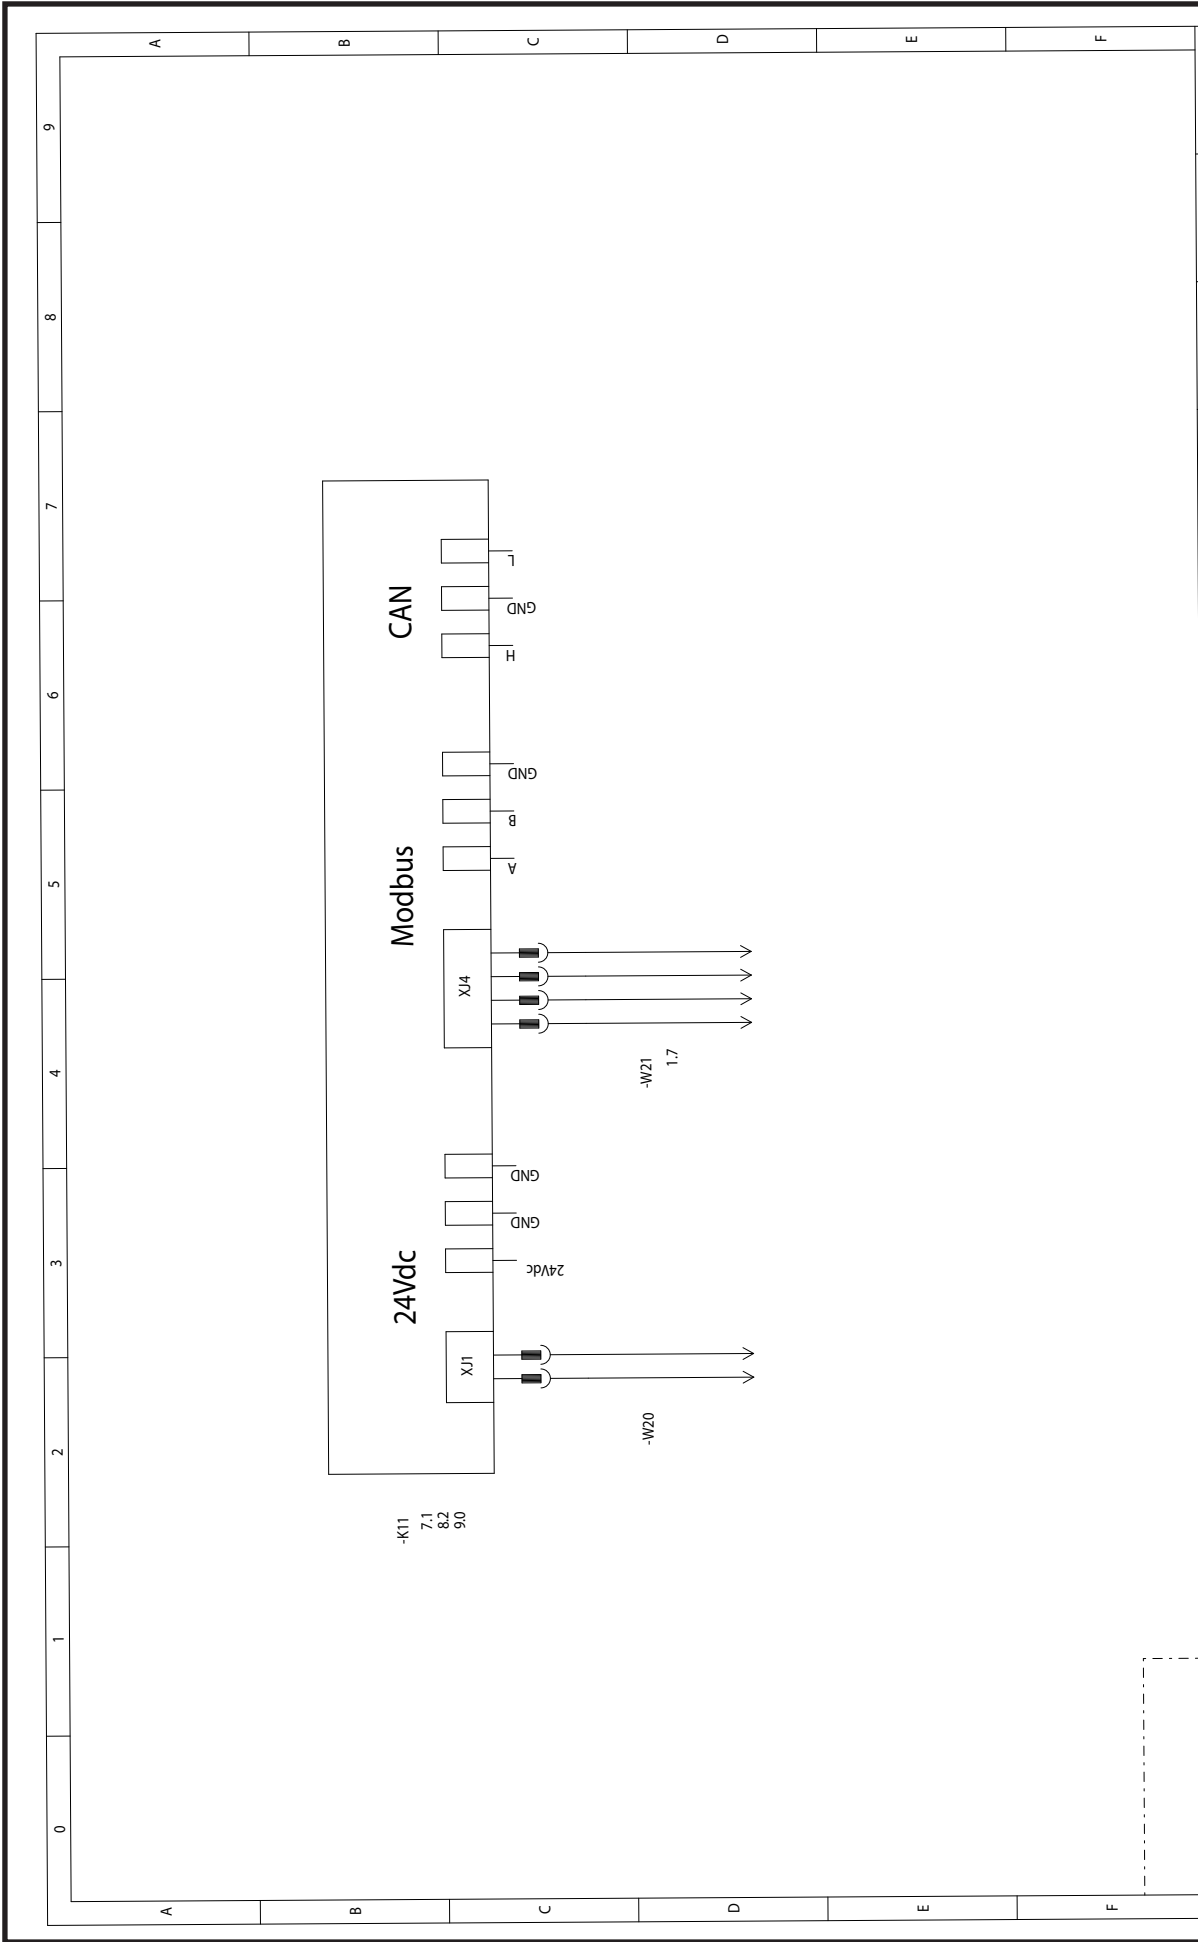 0 1 2 3 4 5 6 7 8 9
A A
B B
-K11
7.1
8.2
9.0
24Vdc Modbus CAN
C C
XJ1 XJ4
24Vdc GND GND A B GND H GND L
-W20 -W21
1.7
D D
E E
F F